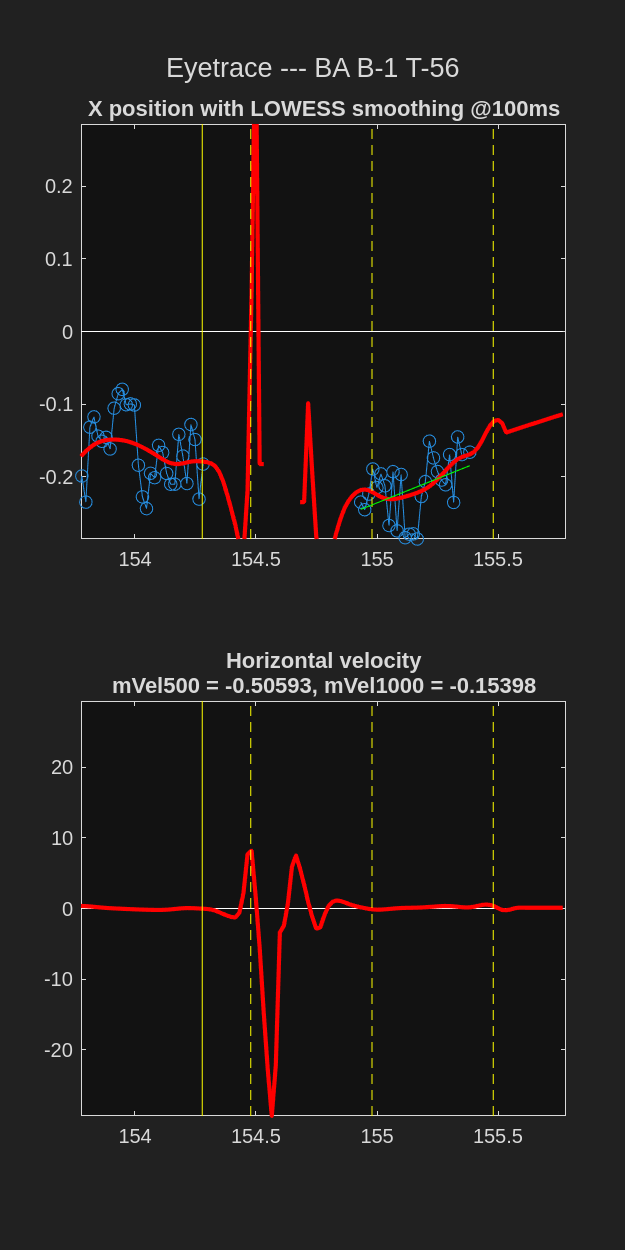 Eyetrace --- BA B-1 T-56
X position with LOWESS smoothing @100ms
0.2
0.1
0
-0.1
-0.2
154 154.5 155 155.5
Horizontal velocity
mVel500 = -0.50593, mVel1000 = -0.15398
20
10
0
-10
-20
154 154.5 155 155.5